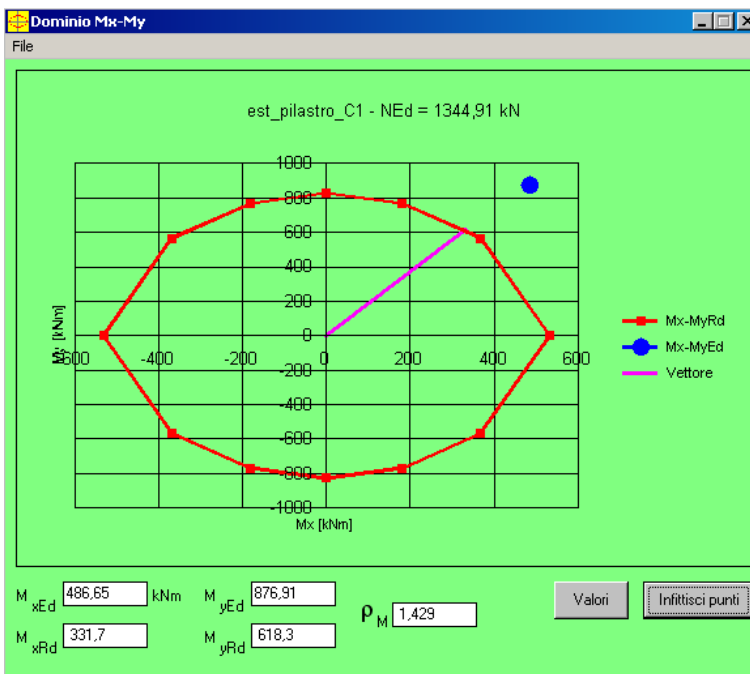 Dominio Mx-My
File
est_pilastro_C1 - NEd = 1344,91 kN
1000
800
600
400
200
0
-200
-400
-600
-800
-1000
-600 -400 -200 0 200 400 600
My [kNm]
Mx [kNm]
Mx-MyRd
Mx-MyEd
Vettore
M xEd 486,65 kNm M yEd 876,91
M xRd 331,7 M yRd 618,3
ρ M 1,429
Valori
Infittisci punti